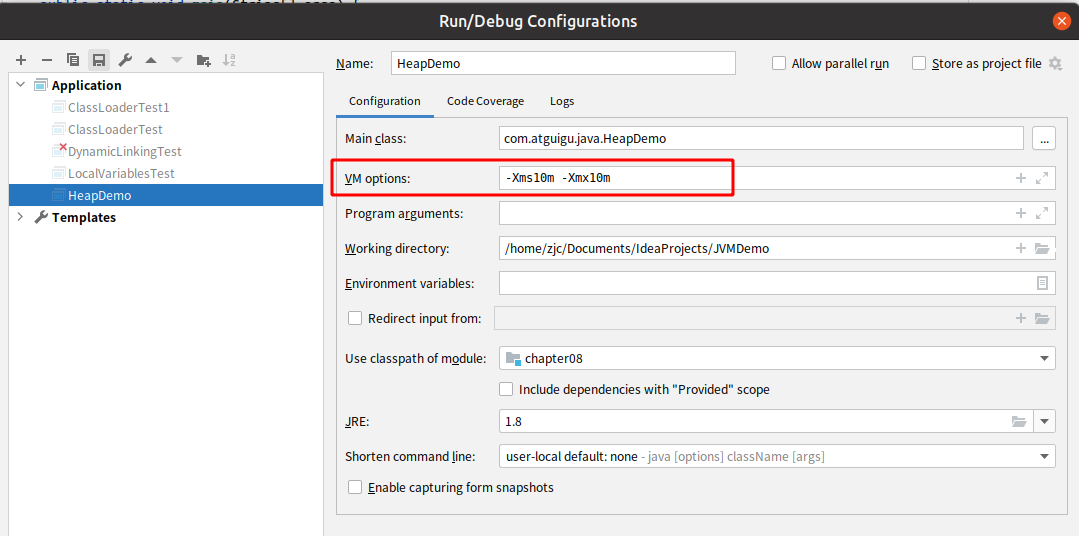 Run/Debug Configurations
Name: HeapDemo
Allow parallel run
Store as project file
Application
ClassLoaderTest1
ClassLoaderTest
DynamicLinkingTest
LocalVariablesTest
HeapDemo
Templates
Configuration
Code Coverage
Logs
Main class: com.atguigu.java.HeapDemo ...
VM options: -Xms10m -Xmx10m
Program arguments:
Working directory: /home/zjc/Documents/IdeaProjects/JVMDemo
Environment variables:
Redirect input from:
Use classpath of module: chapter08
Include dependencies with "Provided" scope
JRE: 1.8
Shorten command line: user-local default: none - java [options] className [args]
Enable capturing form snapshots